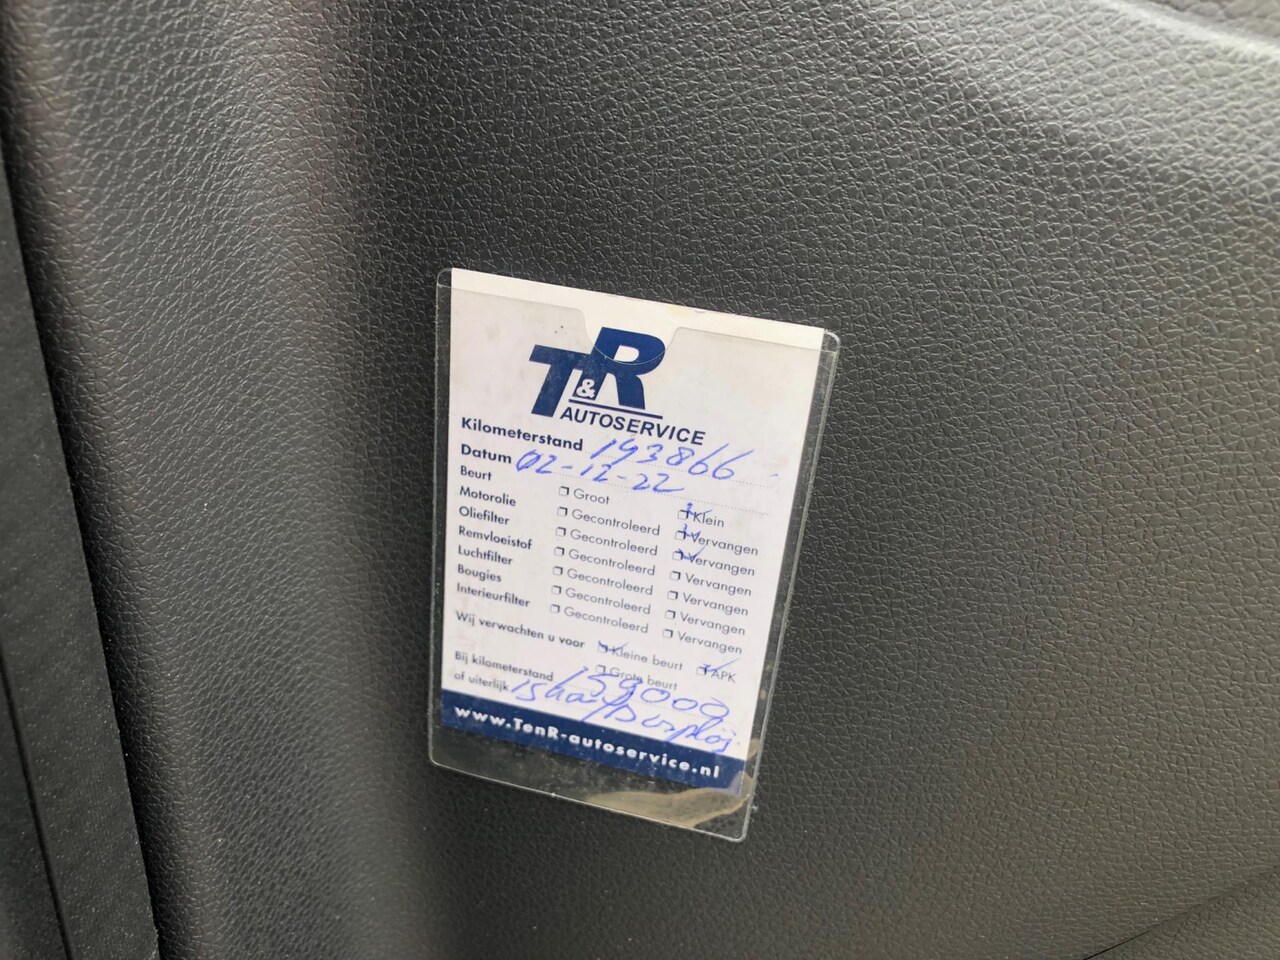 T&R
AUTOSERVICE
Kilometerstand 143866
Datum 02-12-22
Beurt Groot Klein
Motorolie Gecontroleerd Vervangen
Oliefilter Gecontroleerd Vervangen
Remvloeistof Gecontroleerd Vervangen
Luchtfilter Gecontroleerd Vervangen
Bougies Gecontroleerd Vervangen
Interieurfilter Gecontroleerd Vervangen
Wij verwachten u voor Kleine beurt APK
Grote beurt
Bij kilometerstand 159000
of uiterlijk
www.TenR-autoservice.nl